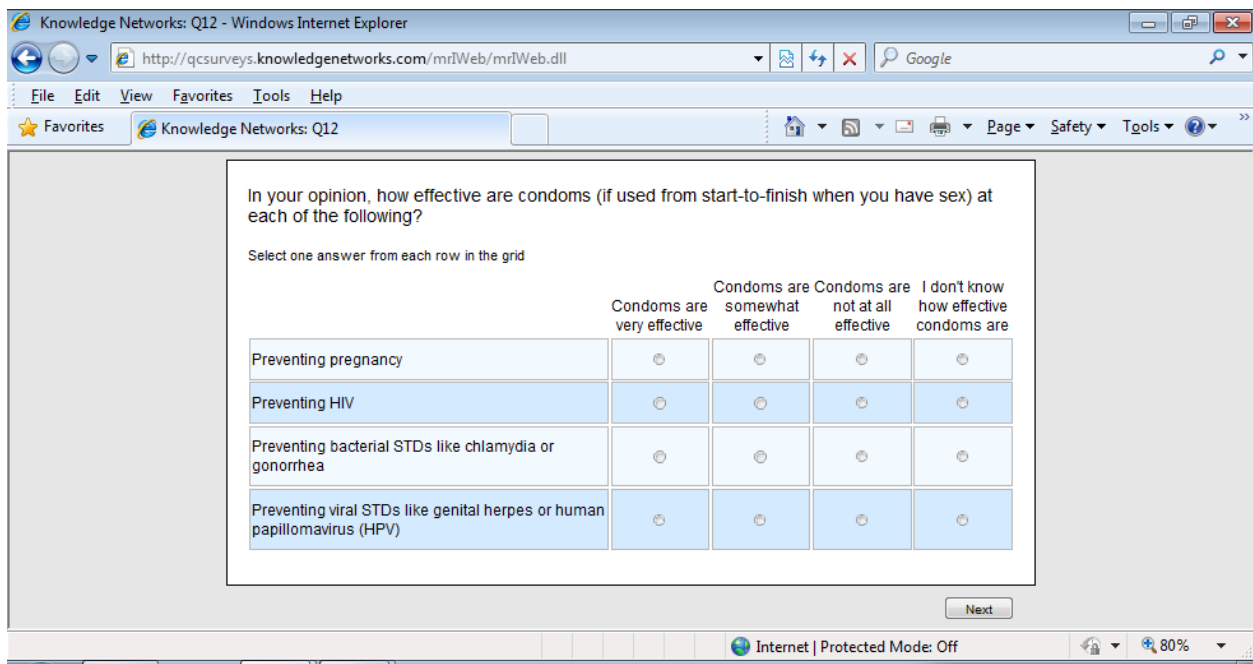 Knowledge Networks: Q12 - Windows Internet Explorer
http://qcsurveys.knowledgenetworks.com/mrIWeb/mrIWeb.dll
Google
File Edit View Favorites Tools Help
Favorites
Knowledge Networks: Q12
Page Safety Tools
In your opinion, how effective are condoms (if used from start-to-finish when you have sex) at
each of the following?
Select one answer from each row in the grid
Condoms are
very effective
Condoms are
somewhat
effective
Condoms are
not at all
effective
I don't know
how effective
condoms are
Preventing pregnancy
Preventing HIV
Preventing bacterial STDs like chlamydia or
gonorrhea
Preventing viral STDs like genital herpes or human
papillomavirus (HPV)
Next
Internet | Protected Mode: Off
80%